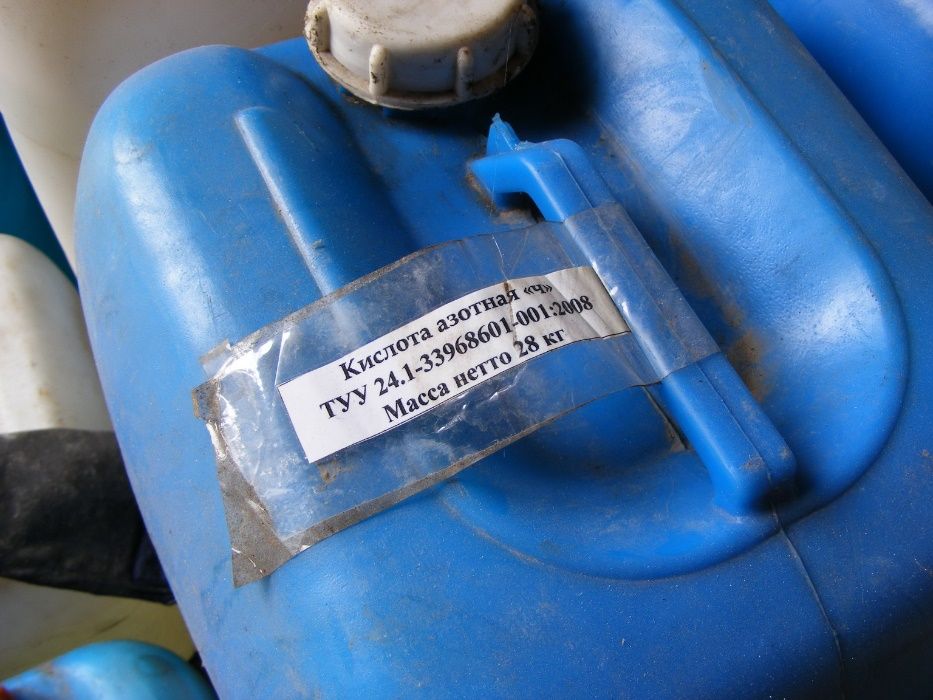 Кислота азотная «ч»
ТУУ 24.1-33968601-001:2008
Масса нетто 28 кг